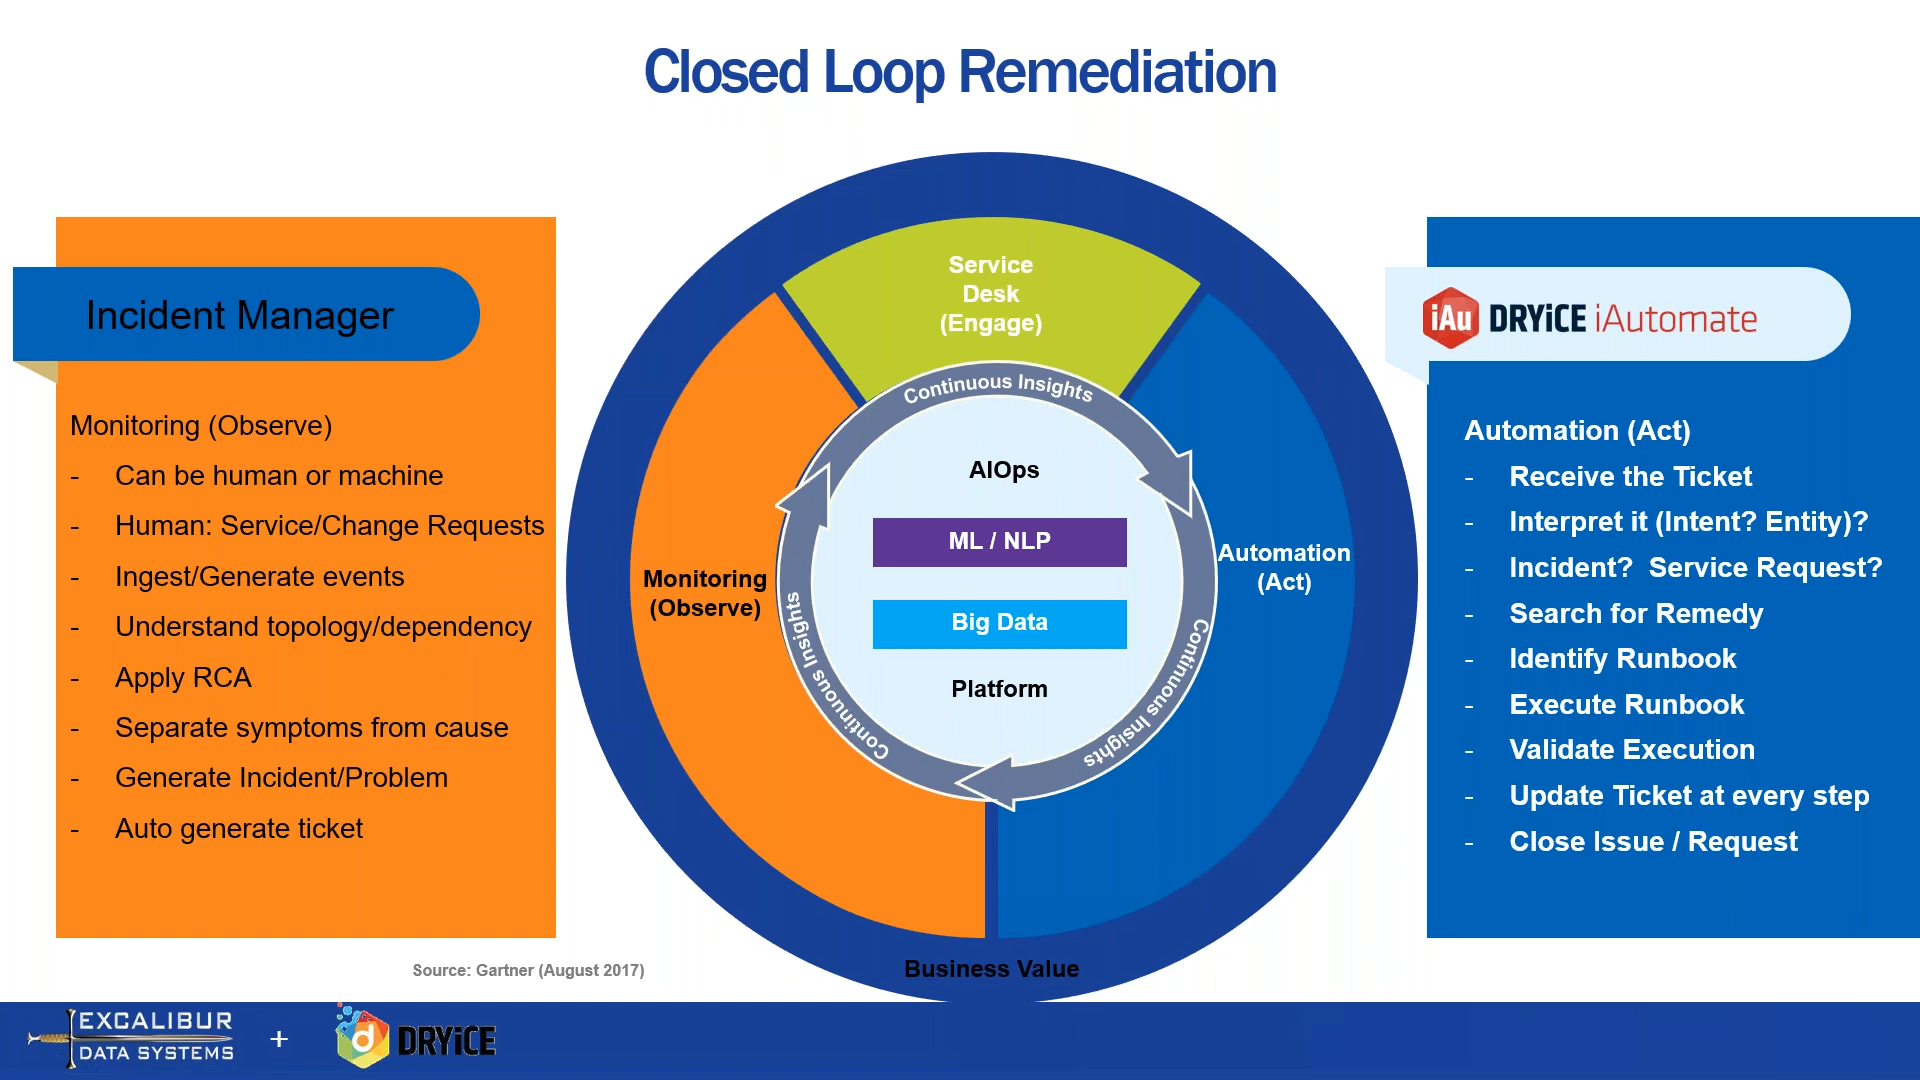 Closed Loop Remediation
Incident Manager
Monitoring (Observe)
- Can be human or machine
- Human: Service/Change Requests
- Ingest/Generate events
- Understand topology/dependency
- Apply RCA
- Separate symptoms from cause
- Generate Incident/Problem
- Auto generate ticket
Service
Desk
(Engage)
Continuous Insights
AIOps
ML / NLP
Big Data
Platform
Monitoring
(Observe)
Continuous Insights
Automation
(Act)
Continuous Insights
Business Value
iAu DRYiCE iAutomate
Automation (Act)
- Receive the Ticket
- Interpret it (Intent? Entity)?
- Incident? Service Request?
- Search for Remedy
- Identify Runbook
- Execute Runbook
- Validate Execution
- Update Ticket at every step
- Close Issue / Request
Source: Gartner (August 2017)
EXCALIBUR
DATA SYSTEMS
+
d DRYiCE